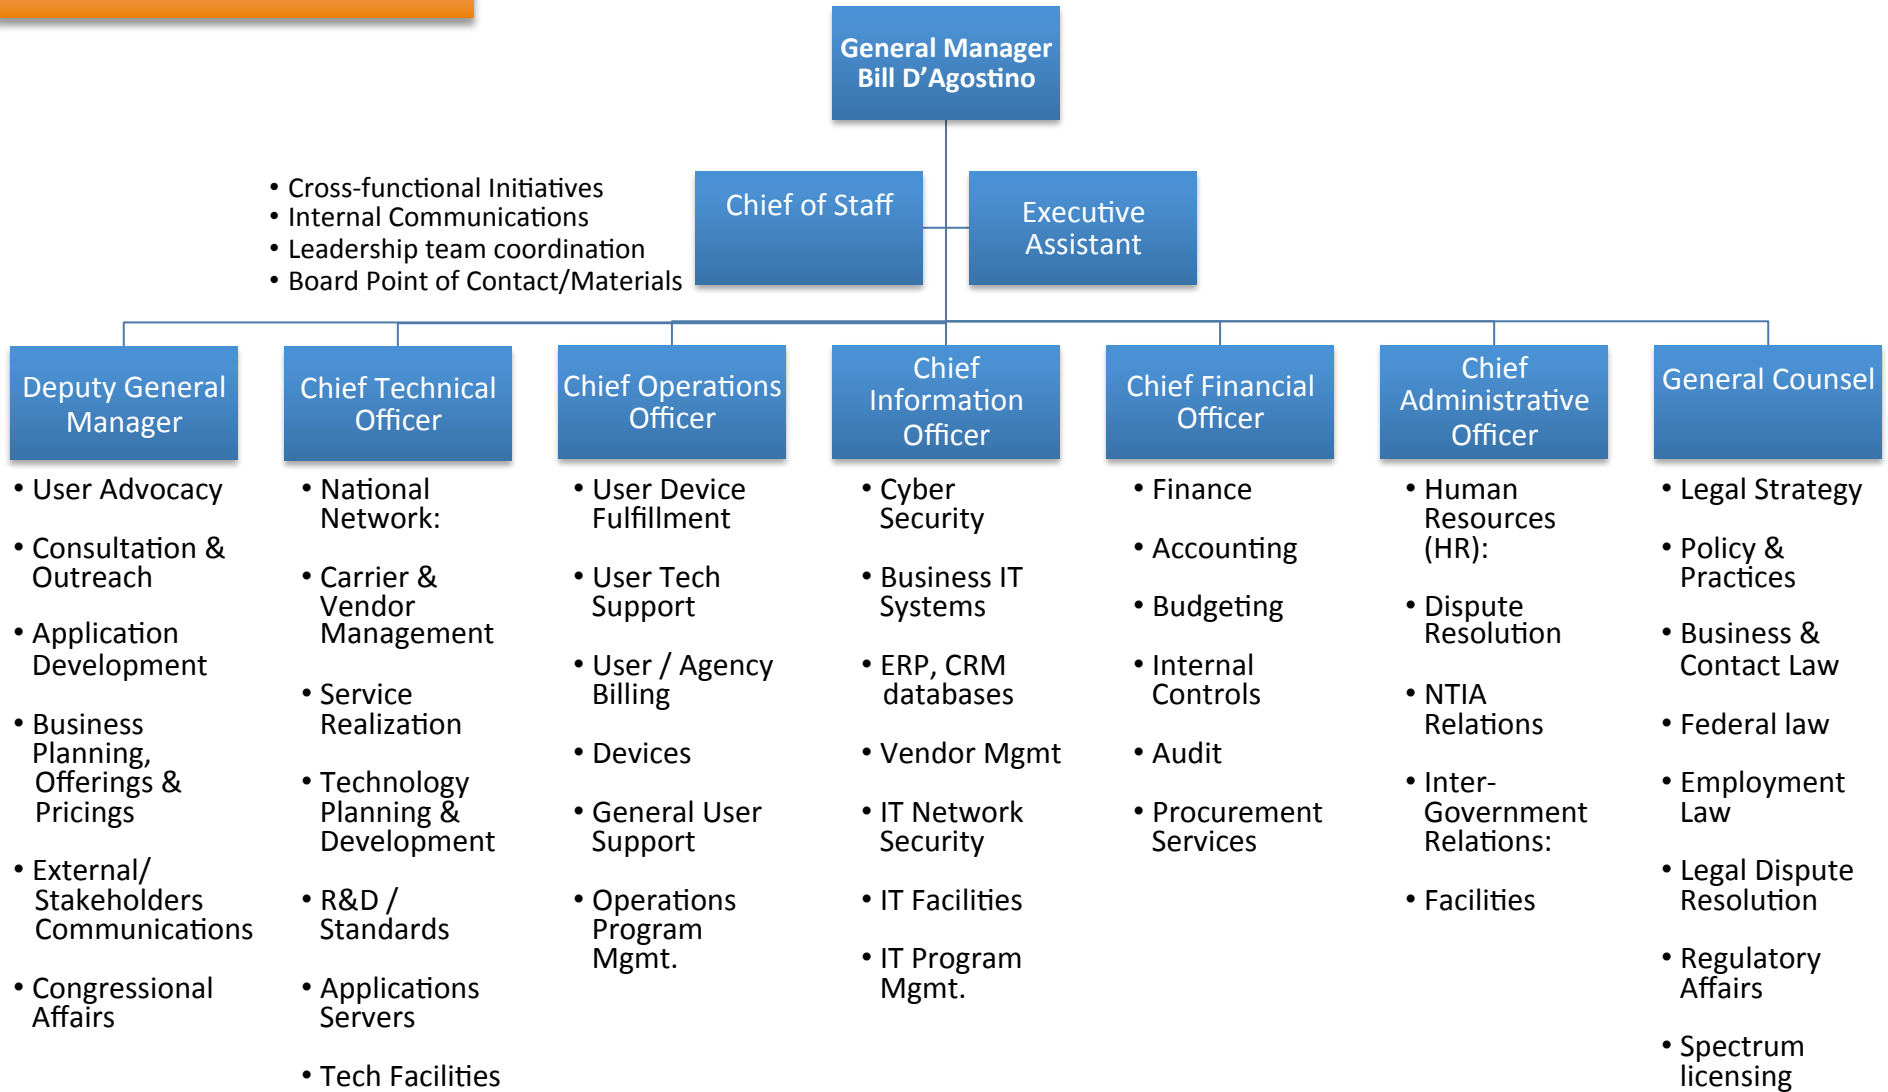 General Manager
Bill D’Agostino
• Cross-functional Initiatives
• Internal Communications
• Leadership team coordination
• Board Point of Contact/Materials
Chief of Staff
Executive
Assistant
Deputy General
Manager
• User Advocacy
• Consultation &
Outreach
• Application
Development
• Business
Planning,
Offerings &
Pricings
• External/
Stakeholders
Communications
• Congressional
Affairs
Chief Technical
Officer
• National
Network:
• Carrier &
Vendor
Management
• Service
Realization
• Technology
Planning &
Development
• R&D /
Standards
• Applications
Servers
• Tech Facilities
Chief Operations
Officer
• User Device
Fulfillment
• User Tech
Support
• User / Agency
Billing
• Devices
• General User
Support
• Operations
Program
Mgmt.
Chief
Information
Officer
• Cyber
Security
• Business IT
Systems
• ERP, CRM
databases
• Vendor Mgmt
• IT Network
Security
• IT Facilities
• IT Program
Mgmt.
Chief Financial
Officer
• Finance
• Accounting
• Budgeting
• Internal
Controls
• Audit
• Procurement
Services
Chief
Administrative
Officer
• Human
Resources
(HR):
• Dispute
Resolution
• NTIA
Relations
• Inter-
Government
Relations:
• Facilities
General Counsel
• Legal Strategy
• Policy &
Practices
• Business &
Contact Law
• Federal law
• Employment
Law
• Legal Dispute
Resolution
• Regulatory
Affairs
• Spectrum
licensing